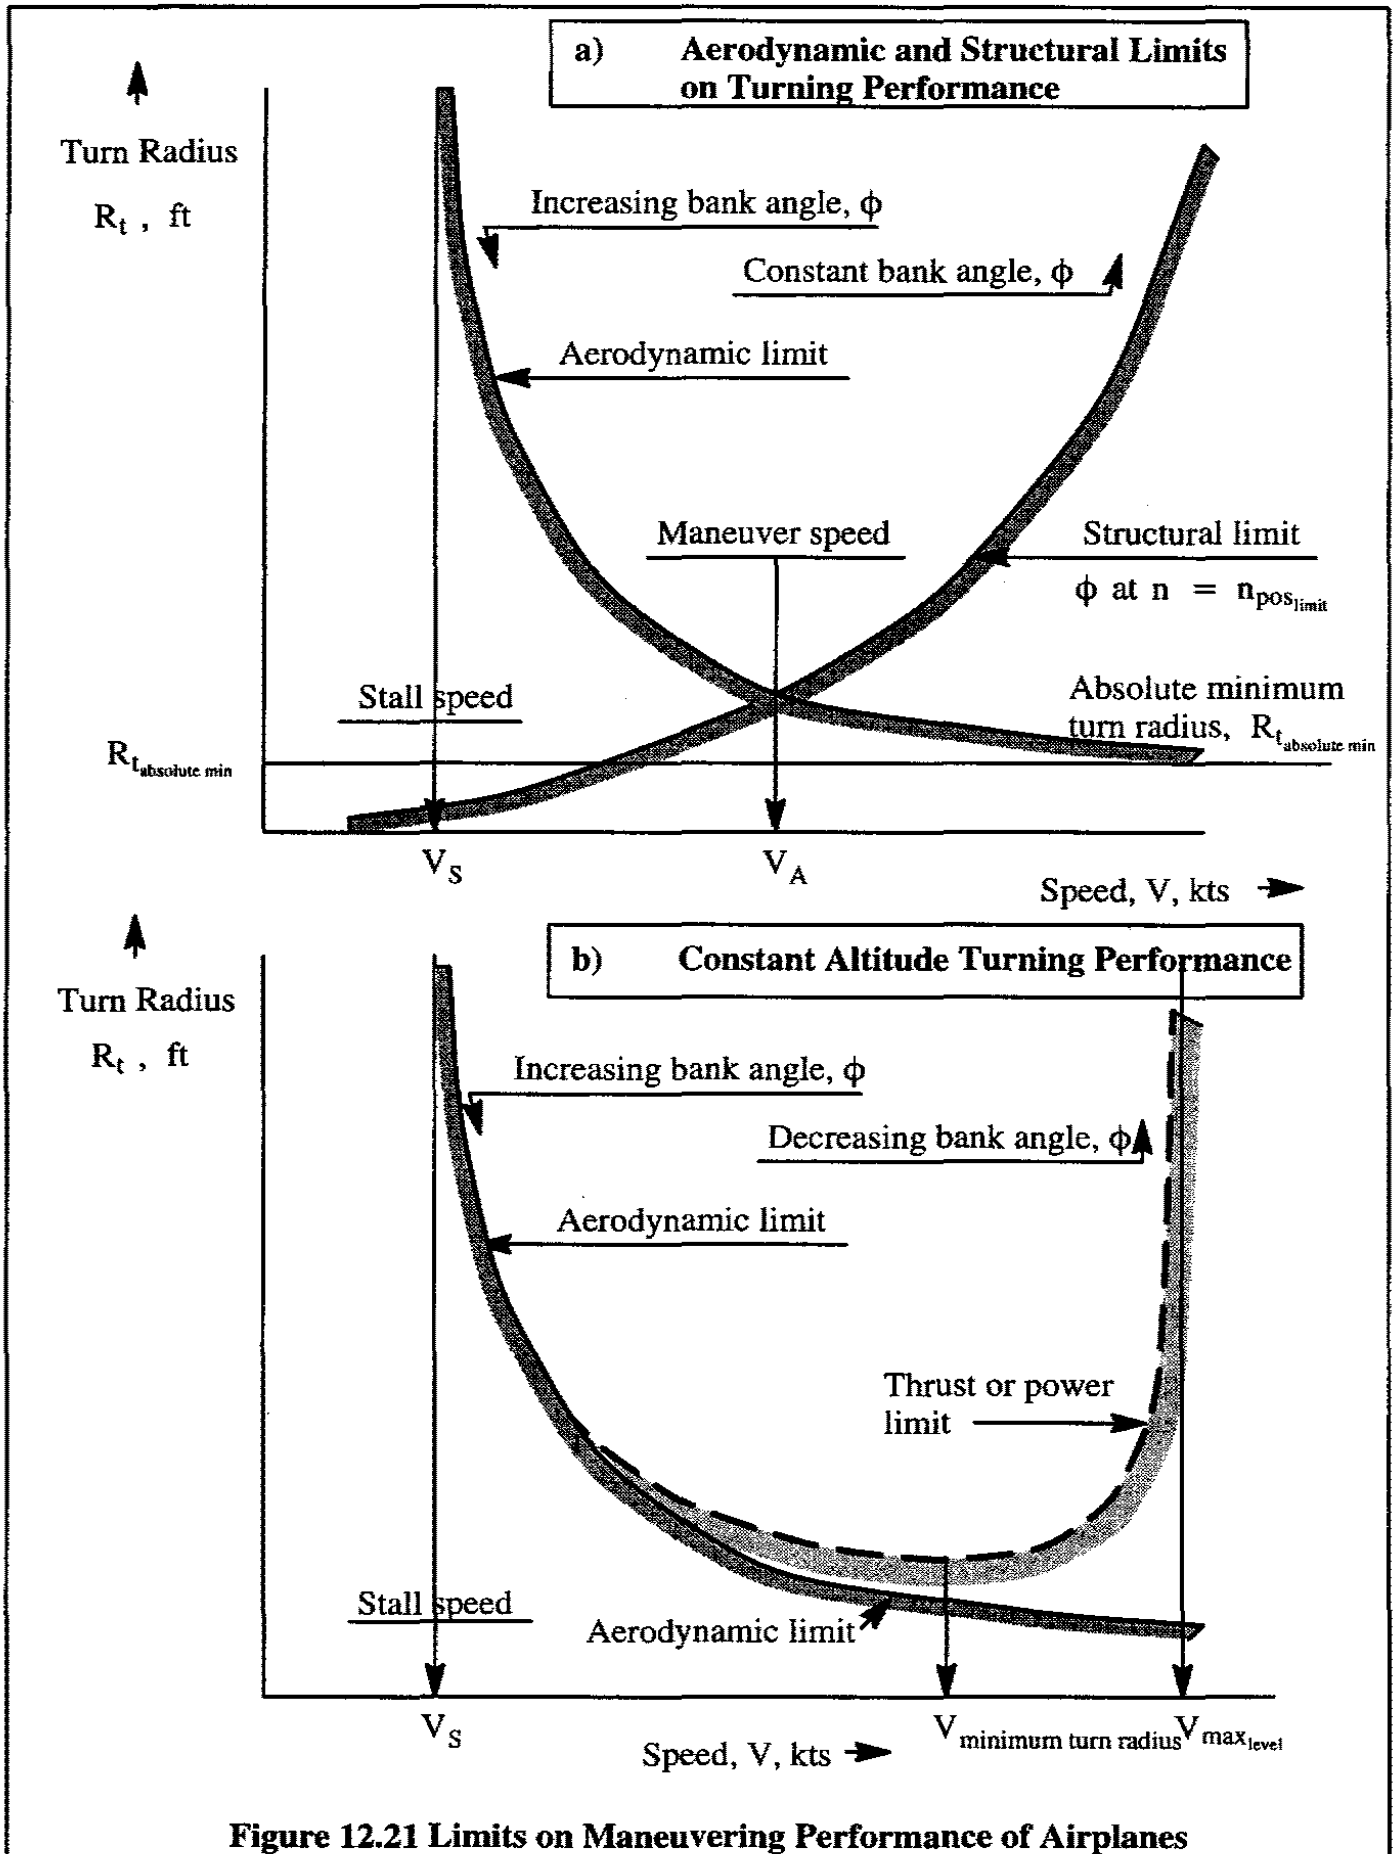 a) Aerodynamic and Structural Limits
on Turning Performance
Turn Radius
Rt , ft
Increasing bank angle, ϕ
Constant bank angle, ϕ
Aerodynamic limit
Maneuver speed
Structural limit
ϕ at n = nposlimit
Stall speed
Absolute minimum
turn radius, Rtabsolute min
Rtabsolute min
VS
VA
Speed, V, kts
b) Constant Altitude Turning Performance
Turn Radius
Rt , ft
Increasing bank angle, ϕ
Decreasing bank angle, ϕ
Aerodynamic limit
Thrust or power
limit
Stall speed
Aerodynamic limit
VS
Vminimum turn radius
Vmaxlevel
Speed, V, kts
Figure 12.21 Limits on Maneuvering Performance of Airplanes